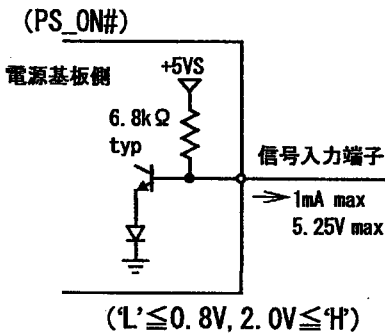 (PS_ON#)
電源基板側
+5VS
6.8kΩ
typ
信号入力端子
1mA max
5.25V max
('L'≦0.8V, 2.0V≦'H')